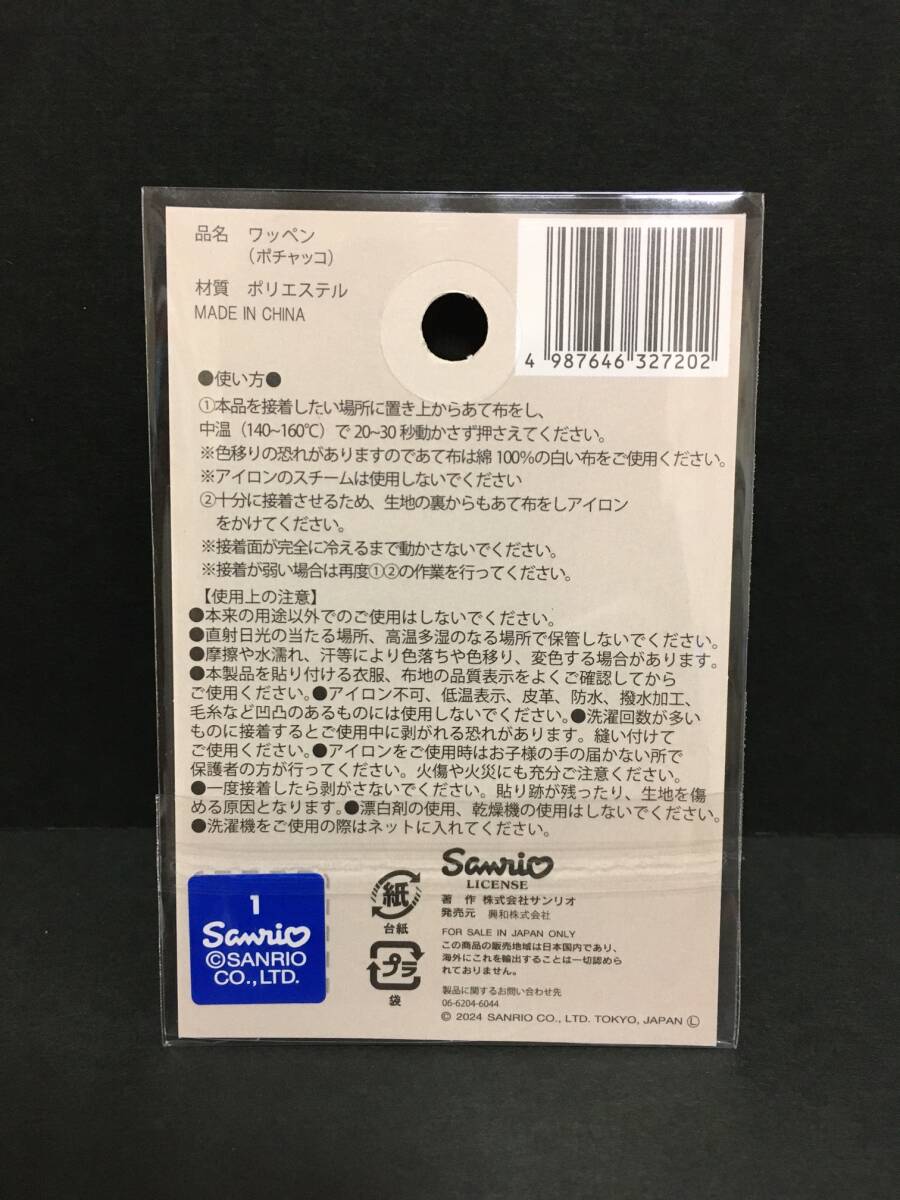 品名 ワッペン
(ポチャッコ)
材質 ポリエステル
MADE IN CHINA
4 987646 327202
●使い方●
①本品を接着したい場所に置き上からあて布をし、
中温（140~160℃）で20~30秒動かさず押さえてください。
※色移りの恐れがありますのであて布は綿100%の白い布をご使用ください。
※アイロンのスチームは使用しないでください
②十分に接着させるため、生地の裏からもあて布をしアイロン
をかけてください。
※接着面が完全に冷えるまで動かさないでください。
※接着が弱い場合は再度①②の作業を行ってください。
【使用上の注意】
●本来の用途以外でのご使用はしないでください。
●直射日光の当たる場所、高温多湿のなる場所で保管しないでください。
●摩擦や水濡れ、汗等により色落ちや色移り、変色する場合があります。
●本製品を貼り付ける衣服、布地の品質表示をよくご確認してから
ご使用ください。●アイロン不可、低温表示、皮革、防水、撥水加工、
毛糸など凹凸のあるものには使用しないでください。●洗濯回数が多い
ものに接着するとご使用中に剥がれる恐れがあります。縫い付けて
ご使用ください。●アイロンをご使用時はお子様の手の届かない所で
保護者の方が行ってください。火傷や火災にも充分ご注意ください。
●一度接着したら剥がさないでください。貼り跡が残ったり、生地を傷
める原因となります。●漂白剤の使用、乾燥機の使用はしないでください。
●洗濯機をご使用の際はネットに入れてください。
1
Sanrio
©SANRIO
CO.,LTD.
紙
台紙
プラ
袋
Sanrio
LICENSE
著 作 株式会社サンリオ
発売元 興和株式会社
FOR SALE IN JAPAN ONLY
この商品の販売地域は日本国内であり、
海外にこれを輸出することは一切認めら
れておりません。
製品に関するお問い合わせ先
06-6204-6044
© 2024 SANRIO CO., LTD. TOKYO, JAPAN Ⓛ